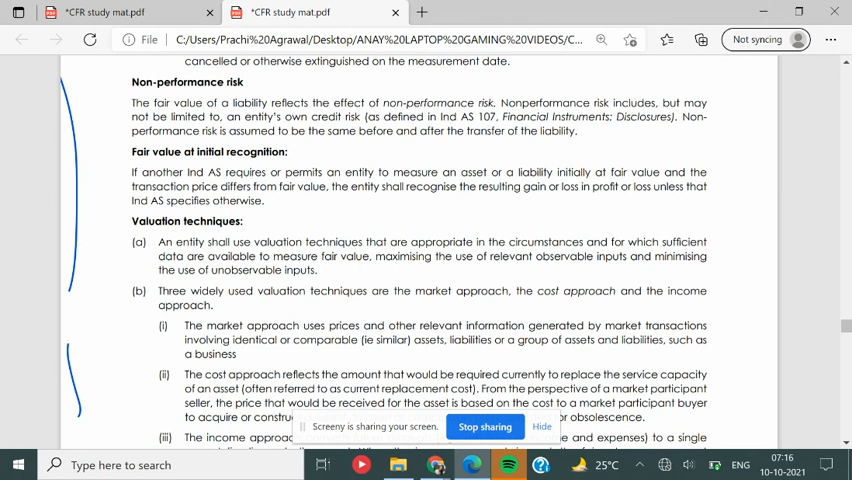 *CFR study mat.pdf
*CFR study mat.pdf
File
C:/Users/Prachi%20Agrawal/Desktop/ANAY%20LAPTOP%20GAMING%20VIDEOS/C...
Not syncing
cancelled or otherwise extinguished on the measurement date.
Non-performance risk
The fair value of a liability reflects the effect of non-performance risk. Nonperformance risk includes, but may
not be limited to, an entity's own credit risk (as defined in Ind AS 107, Financial Instruments: Disclosures). Non-
performance risk is assumed to be the same before and after the transfer of the liability.
Fair value at initial recognition:
If another Ind AS requires or permits an entity to measure an asset or a liability initially at fair value and the
transaction price differs from fair value, the entity shall recognise the resulting gain or loss in profit or loss unless that
Ind AS specifies otherwise.
Valuation techniques:
(a) An entity shall use valuation techniques that are appropriate in the circumstances and for which sufficient
data are available to measure fair value, maximising the use of relevant observable inputs and minimising
the use of unobservable inputs.
(b) Three widely used valuation techniques are the market approach, the cost approach and the income
approach.
(i) The market approach uses prices and other relevant information generated by market transactions
involving identical or comparable (ie similar) assets, liabilities or a group of assets and liabilities, such as
a business
(ii) The cost approach reflects the amount that would be required currently to replace the service capacity
of an asset (often referred to as current replacement cost). From the perspective of a market participant
seller, the price that would be received for the asset is based on the cost to a market participant buyer
to acquire or constru or obsolescence.
(iii) The income approac e and expenses) to a single
Screeny is sharing your screen.
Stop sharing
Hide
Type here to search
25°C
ENG
07:16
10-10-2021